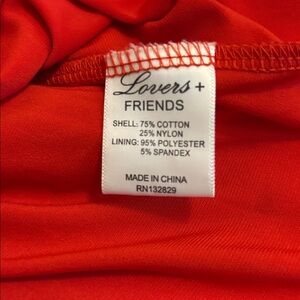 Lovers +
FRIENDS
SHELL: 75% COTTON
25% NYLON
LINING: 95% POLYESTER
5% SPANDEX
MADE IN CHINA
RN132829